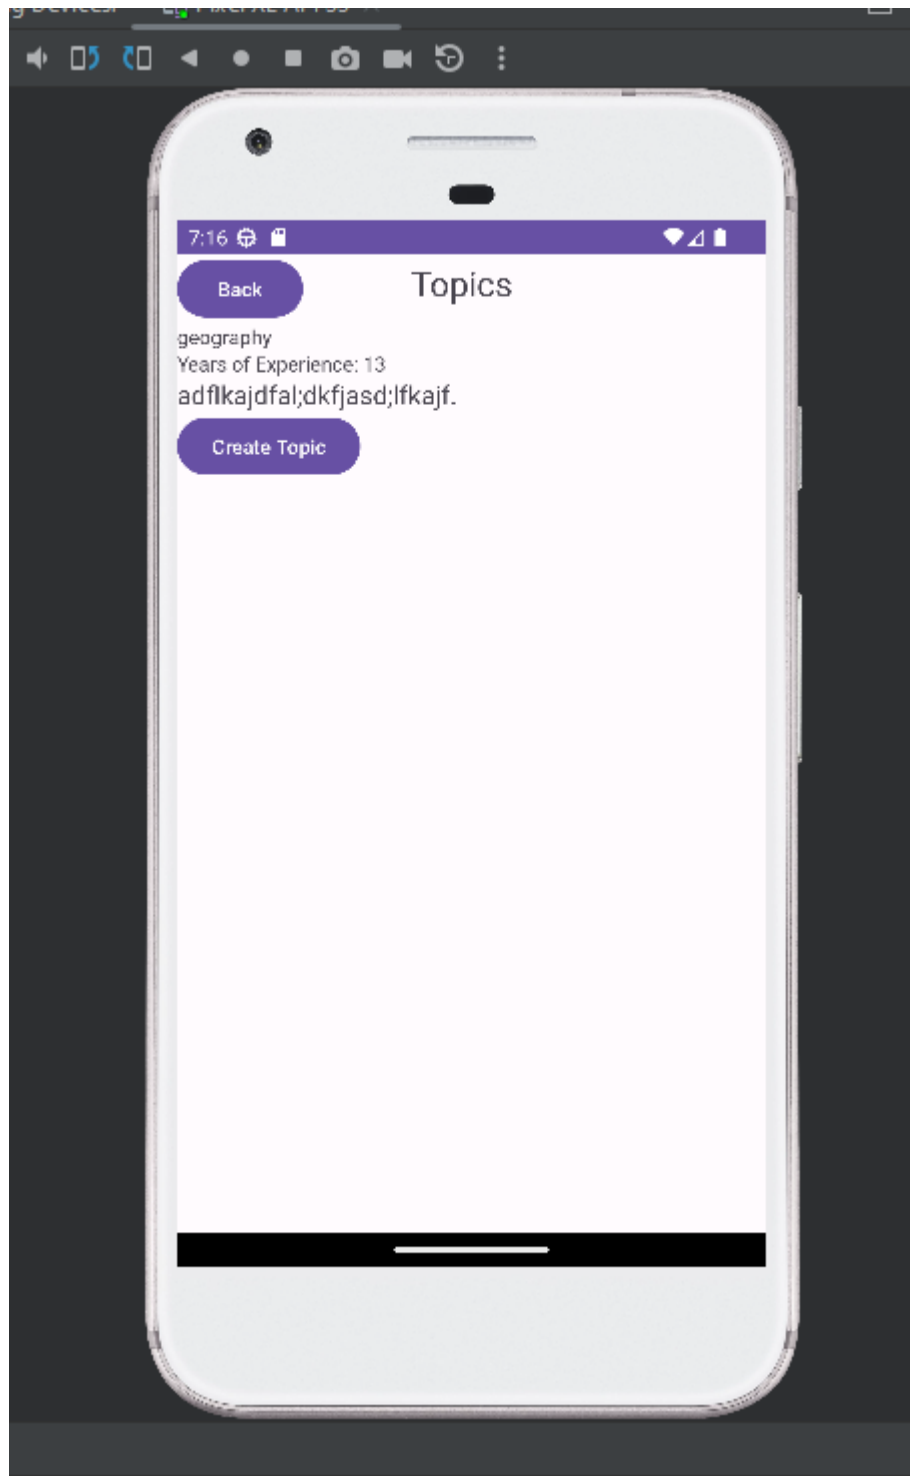 7:16
Back
Topics
geography
Years of Experience: 13
adflkajdfal;dkfjasd;lfkajf.
Create Topic